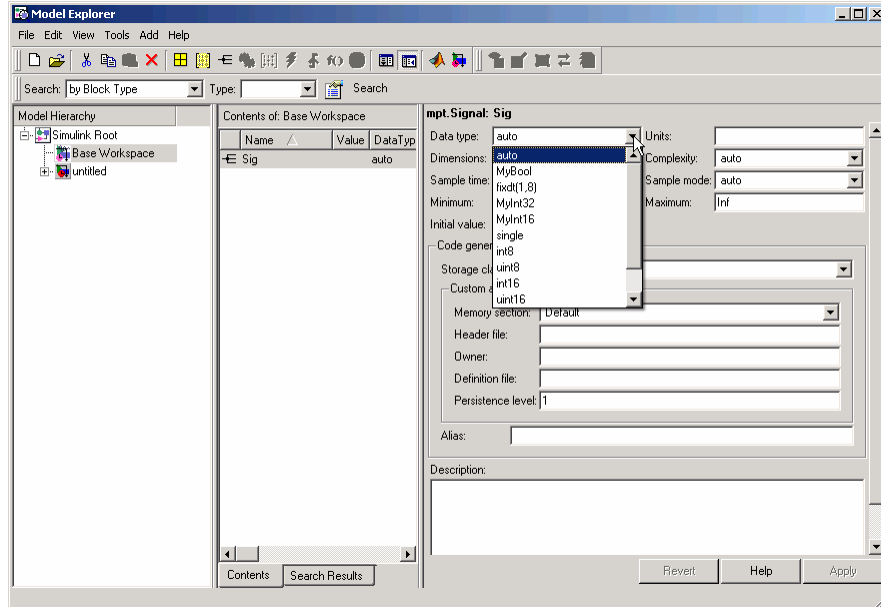 Model Explorer
File Edit View Tools Add Help
f()
Search: by Block Type Type: Search
Model Hierarchy
Simulink Root
Base Workspace
untitled
Contents of: Base Workspace
Name Value DataTyp
Sig auto
Contents Search Results
mpt.Signal: Sig
Data type: auto Units:
auto
MyBool
fixdt(1,8)
MyInt32
MyInt16
single
int8
uint8
int16
uint16
Dimensions: Complexity: auto
Sample time: Sample mode: auto
Minimum: Maximum: Inf
Initial value:
Code gener
Storage cla
Custom a
Memory section: Default
Header file:
Owner:
Definition file:
Persistence level: 1
Alias:
Description:
Revert Help Apply